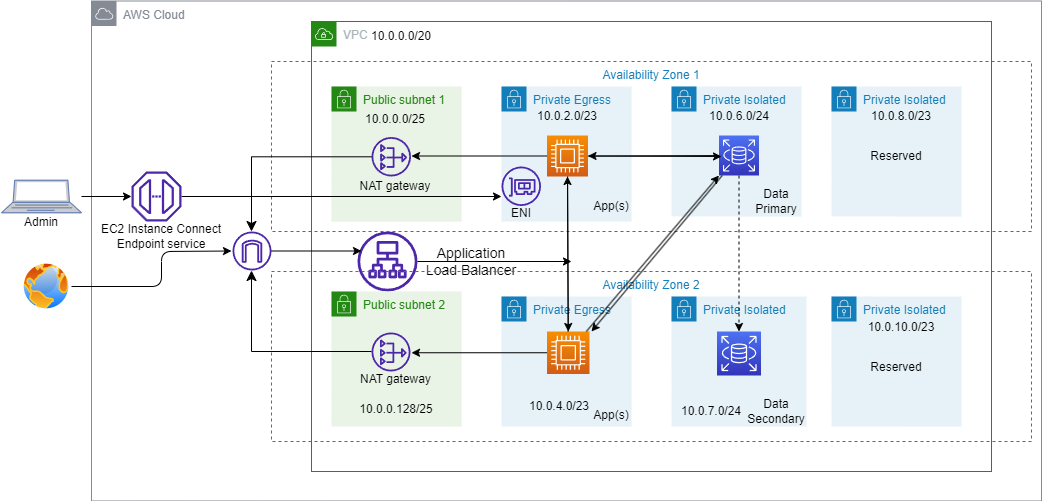 AWS Cloud
VPC 10.0.0.0/20
Availability Zone 1
Public subnet 1
10.0.0.0/25
NAT gateway
Private Egress
10.0.2.0/23
ENI
App(s)
Private Isolated
10.0.6.0/24
Data
Primary
Private Isolated
10.0.8.0/23
Reserved
Admin
EC2 Instance Connect
Endpoint service
Application
Load Balancer
Availability Zone 2
Public subnet 2
NAT gateway
10.0.0.128/25
Private Egress
10.0.4.0/23
App(s)
Private Isolated
10.0.7.0/24
Data
Secondary
Private Isolated
10.0.10.0/23
Reserved